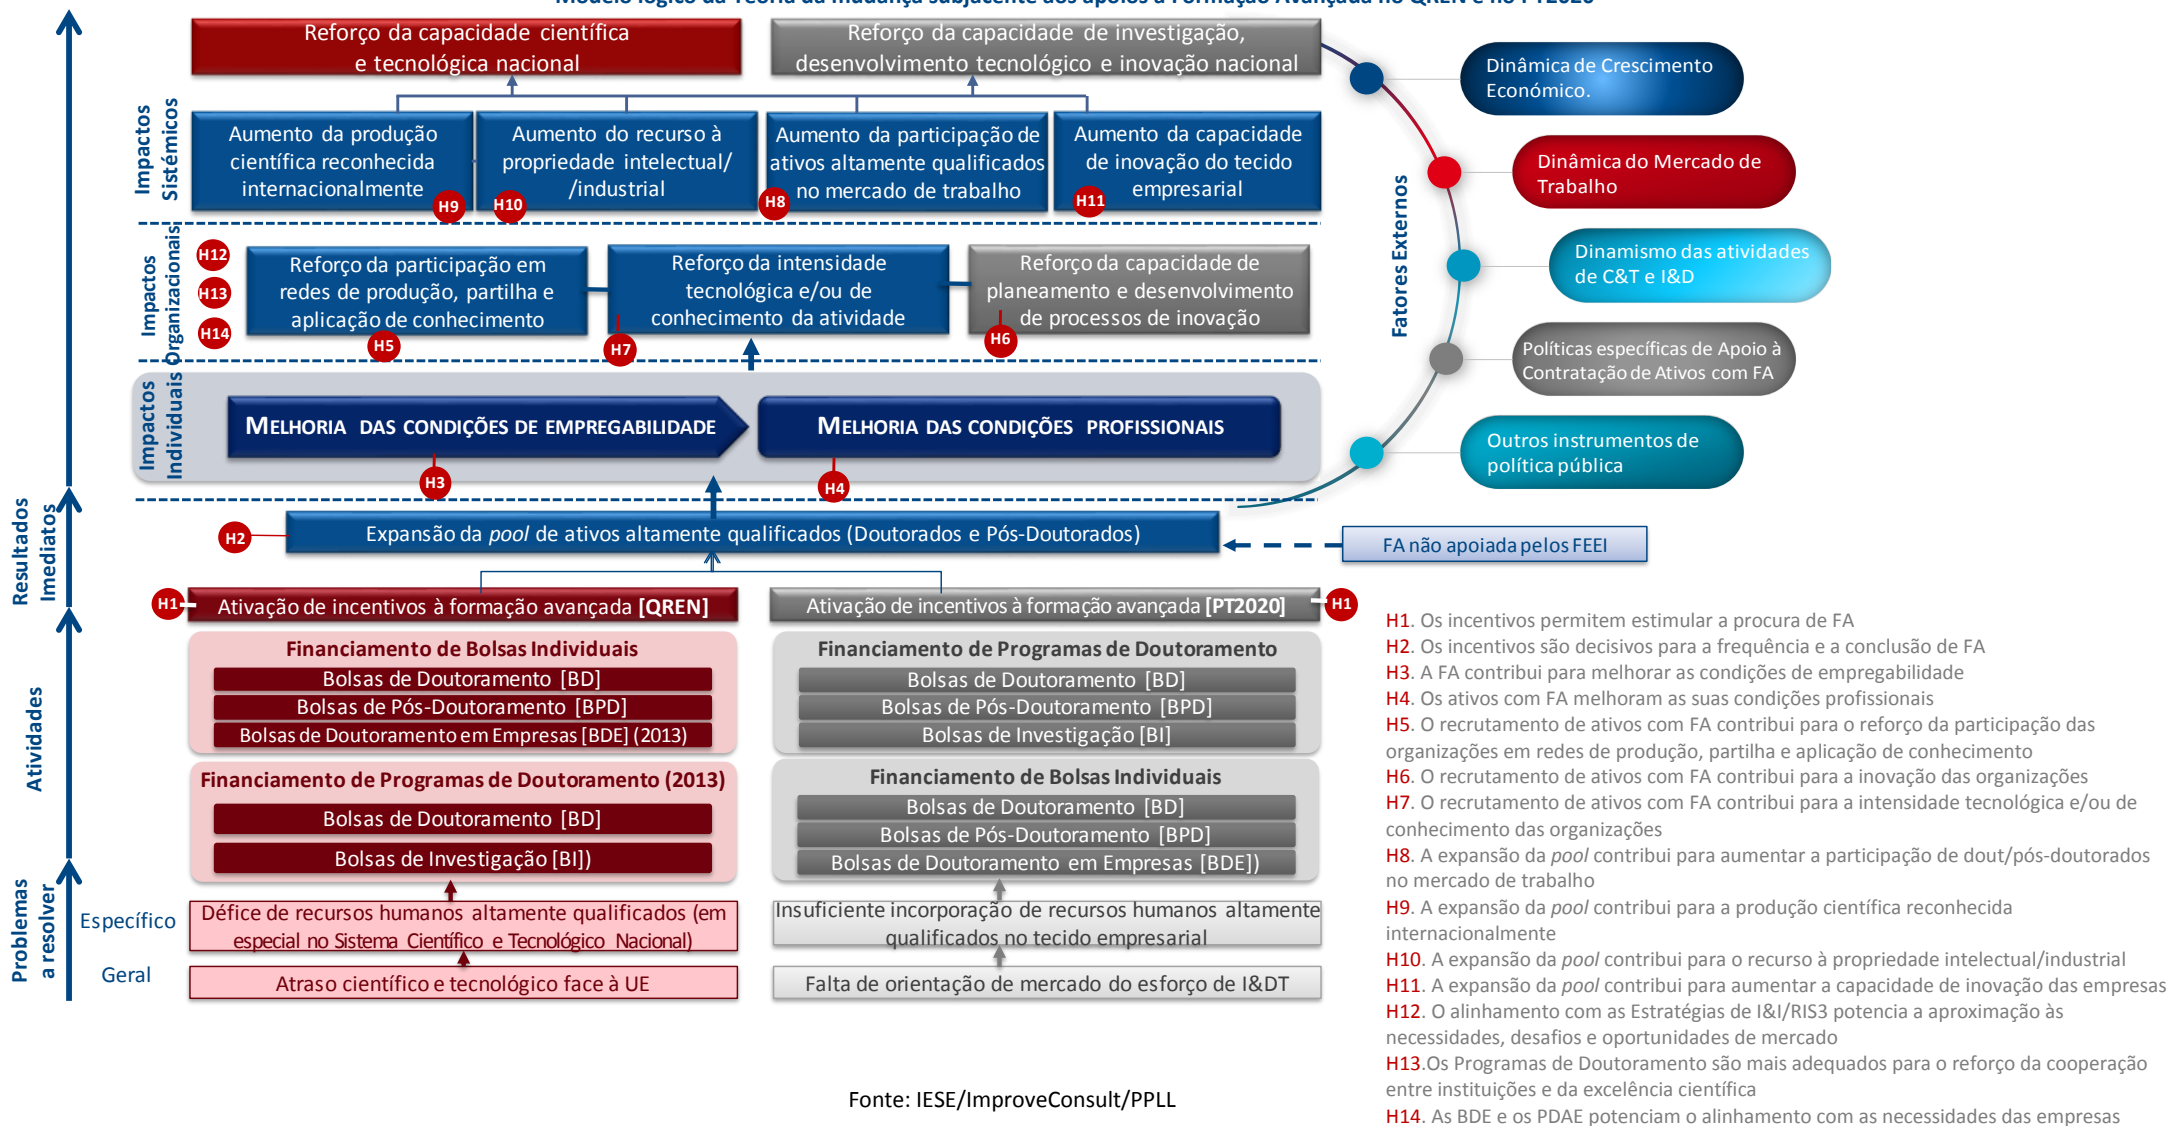 Modelo lógico da Teoria da mudança subjacente aos apoios à Formação Avançada no QREN e no PT2020
Reforço da capacidade científica
e tecnológica nacional
Reforço da capacidade de investigação,
desenvolvimento tecnológico e inovação nacional
Impactos
Sistémicos
Aumento da produção
científica reconhecida
internacionalmente
H9
Aumento do recurso à
propriedade intelectual/
/industrial
H10
Aumento da participação de
ativos altamente qualificados
no mercado de trabalho
H8
Aumento da capacidade
de inovação do tecido
empresarial
H11
Impactos
Organizacionais
H12
H13
H14
Reforço da participação em
redes de produção, partilha e
aplicação de conhecimento
H5
Reforço da intensidade
tecnológica e/ou de
conhecimento da atividade
H7
Reforço da capacidade de
planeamento e desenvolvimento
de processos de inovação
H6
Impactos
Individuais
MELHORIA DAS CONDIÇÕES DE EMPREGABILIDADE
H3
MELHORIA DAS CONDIÇÕES PROFISSIONAIS
H4
Fatores Externos
Dinâmica de Crescimento
Económico.
Dinâmica do Mercado de
Trabalho
Dinamismo das atividades
de C&T e I&D
Políticas específicas de Apoio à
Contratação de Ativos com FA
Outros instrumentos de
política pública
Resultados
Imediatos
H2
Expansão da pool de ativos altamente qualificados (Doutorados e Pós-Doutorados)
FA não apoiada pelos FEEI
Atividades
H1
Ativação de incentivos à formação avançada [QREN]
Ativação de incentivos à formação avançada [PT2020]
H1
Financiamento de Bolsas Individuais
Bolsas de Doutoramento [BD]
Bolsas de Pós-Doutoramento [BPD]
Bolsas de Doutoramento em Empresas [BDE] (2013)
Financiamento de Programas de Doutoramento (2013)
Bolsas de Doutoramento [BD]
Bolsas de Investigação [BI])
Financiamento de Programas de Doutoramento
Bolsas de Doutoramento [BD]
Bolsas de Pós-Doutoramento [BPD]
Bolsas de Investigação [BI]
Financiamento de Bolsas Individuais
Bolsas de Doutoramento [BD]
Bolsas de Pós-Doutoramento [BPD]
Bolsas de Doutoramento em Empresas [BDE])
Problemas
a resolver
Específico
Défice de recursos humanos altamente qualificados (em
especial no Sistema Científico e Tecnológico Nacional)
Insuficiente incorporação de recursos humanos altamente
qualificados no tecido empresarial
Geral
Atraso científico e tecnológico face à UE
Falta de orientação de mercado do esforço de I&DT
H1. Os incentivos permitem estimular a procura de FA
H2. Os incentivos são decisivos para a frequência e a conclusão de FA
H3. A FA contribui para melhorar as condições de empregabilidade
H4. Os ativos com FA melhoram as suas condições profissionais
H5. O recrutamento de ativos com FA contribui para o reforço da participação das
organizações em redes de produção, partilha e aplicação de conhecimento
H6. O recrutamento de ativos com FA contribui para a inovação das organizações
H7. O recrutamento de ativos com FA contribui para a intensidade tecnológica e/ou de
conhecimento das organizações
H8. A expansão da pool contribui para aumentar a participação de dout/pós-doutorados
no mercado de trabalho
H9. A expansão da pool contribui para a produção científica reconhecida
internacionalmente
H10. A expansão da pool contribui para o recurso à propriedade intelectual/industrial
H11. A expansão da pool contribui para aumentar a capacidade de inovação das empresas
H12. O alinhamento com as Estratégias de I&I/RIS3 potencia a aproximação às
necessidades, desafios e oportunidades de mercado
H13.Os Programas de Doutoramento são mais adequados para o reforço da cooperação
entre instituições e da excelência científica
H14. As BDE e os PDAE potenciam o alinhamento com as necessidades das empresas
Fonte: IESE/ImproveConsult/PPLL